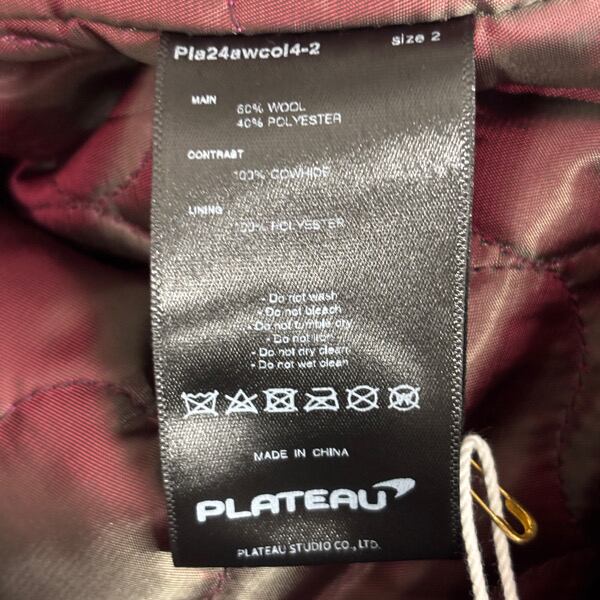 Pla24awcol4-2 size 2
MAIN 60% WOOL
40% POLYESTER
CONTRAST
100% COWHIDE
LINING
100% POLYESTER
- Do not wash
- Do not bleach
- Do not tumble dry
- Do not iron
- Do not dry clean
- Do not wet clean
W
MADE IN CHINA
PLATEAU
PLATEAU STUDIO CO., LTD.